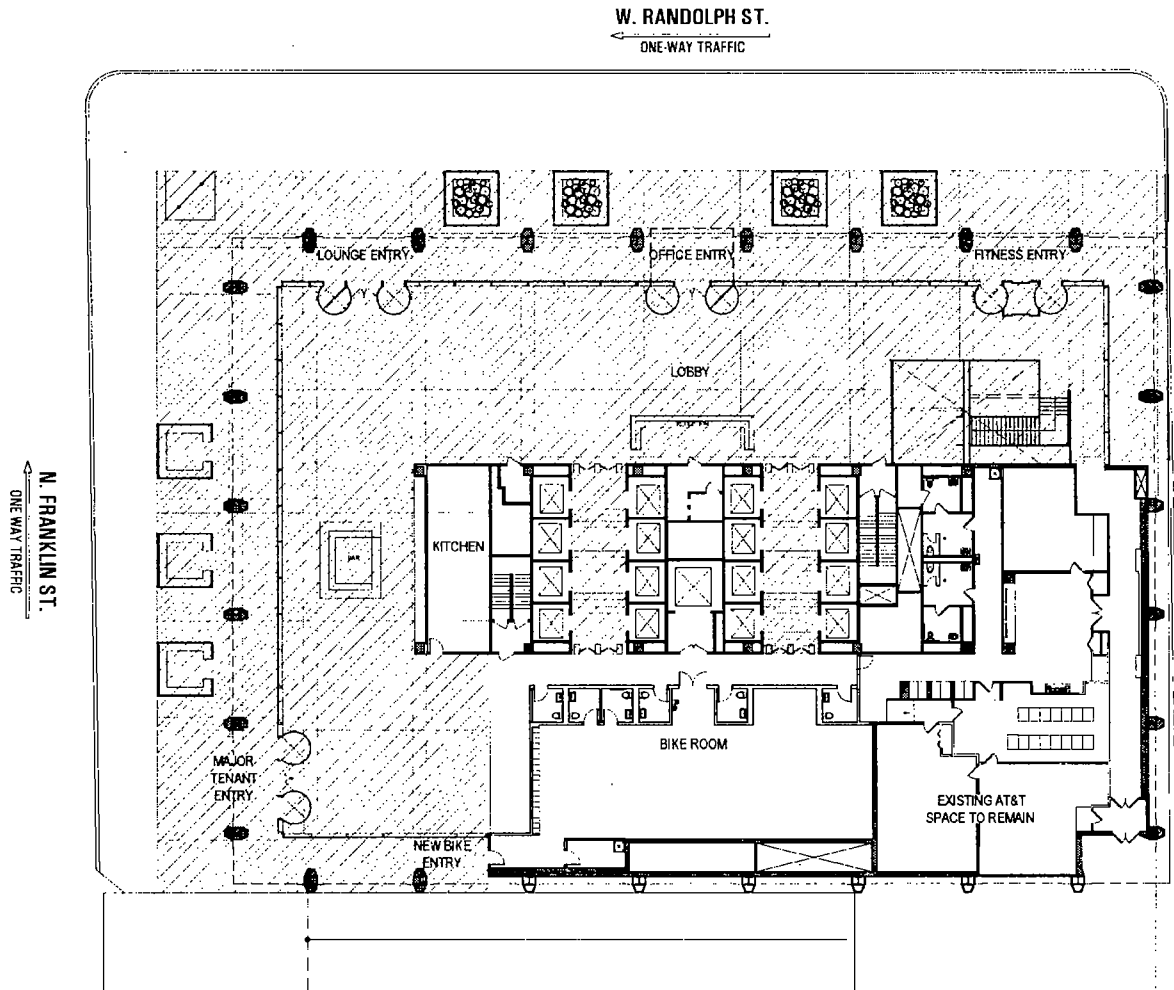 W. RANDOLPH ST.
ONE-WAY TRAFFIC
LOUNGE ENTRY
OFFICE ENTRY
FITNESS ENTRY
LOBBY
N. FRANKLIN ST.
ONE WAY TRAFFIC
BAR
KITCHEN
BIKE ROOM
MAJOR
TENANT
ENTRY
EXISTING AT&T
SPACE TO REMAIN
NEW BIKE
ENTRY